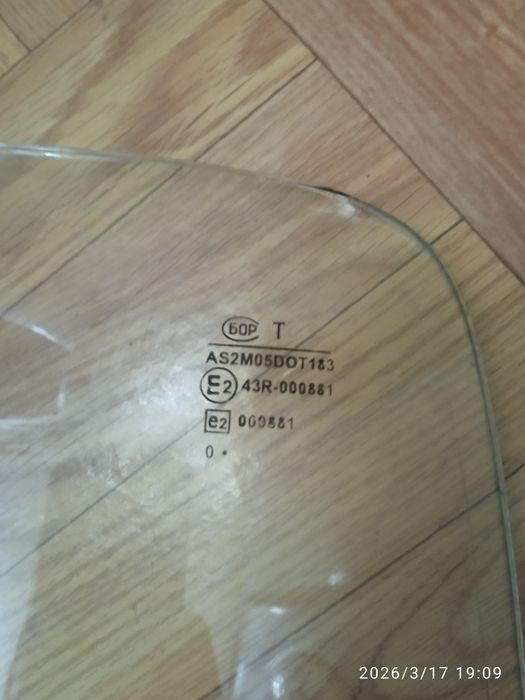 БОР T
AS2M05DOT183
E2 43R-000881
e2 000881
0 •
2026/3/17 19:09